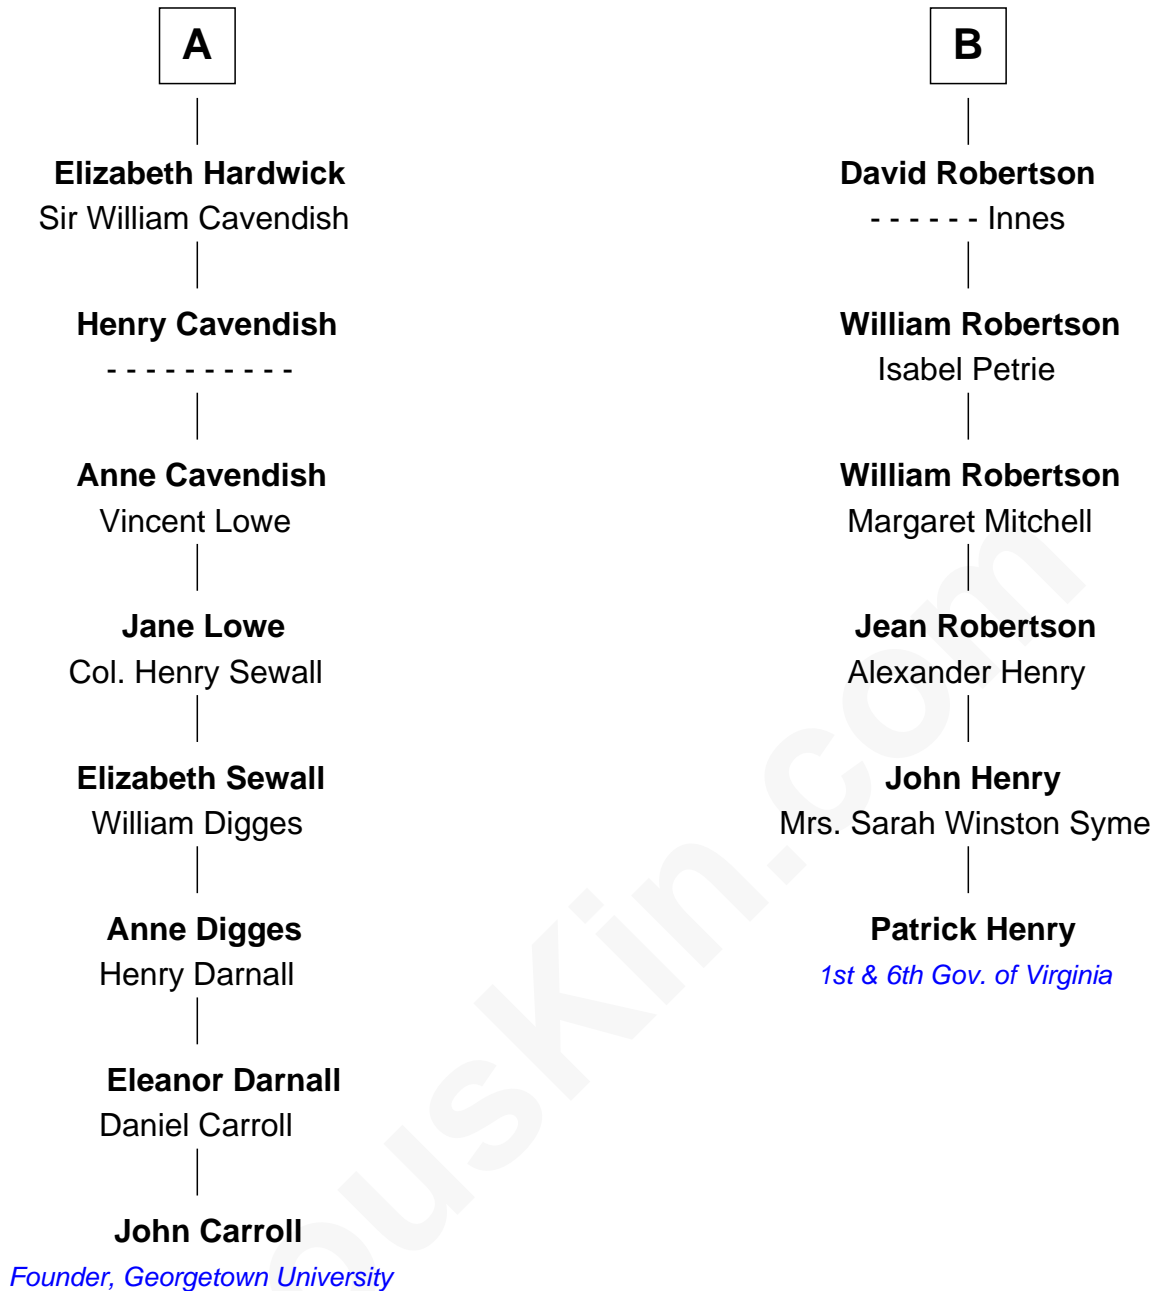 A
Elizabeth Hardwick
Sir William Cavendish
Henry Cavendish
- - - - - - - - - -
Anne Cavendish
Vincent Lowe
Jane Lowe
Col. Henry Sewall
Elizabeth Sewall
William Digges
Anne Digges
Henry Darnall
Eleanor Darnall
Daniel Carroll
John Carroll
Founder, Georgetown University
B
David Robertson
- - - - - - Innes
William Robertson
Isabel Petrie
William Robertson
Margaret Mitchell
Jean Robertson
Alexander Henry
John Henry
Mrs. Sarah Winston Syme
Patrick Henry
1st & 6th Gov. of Virginia